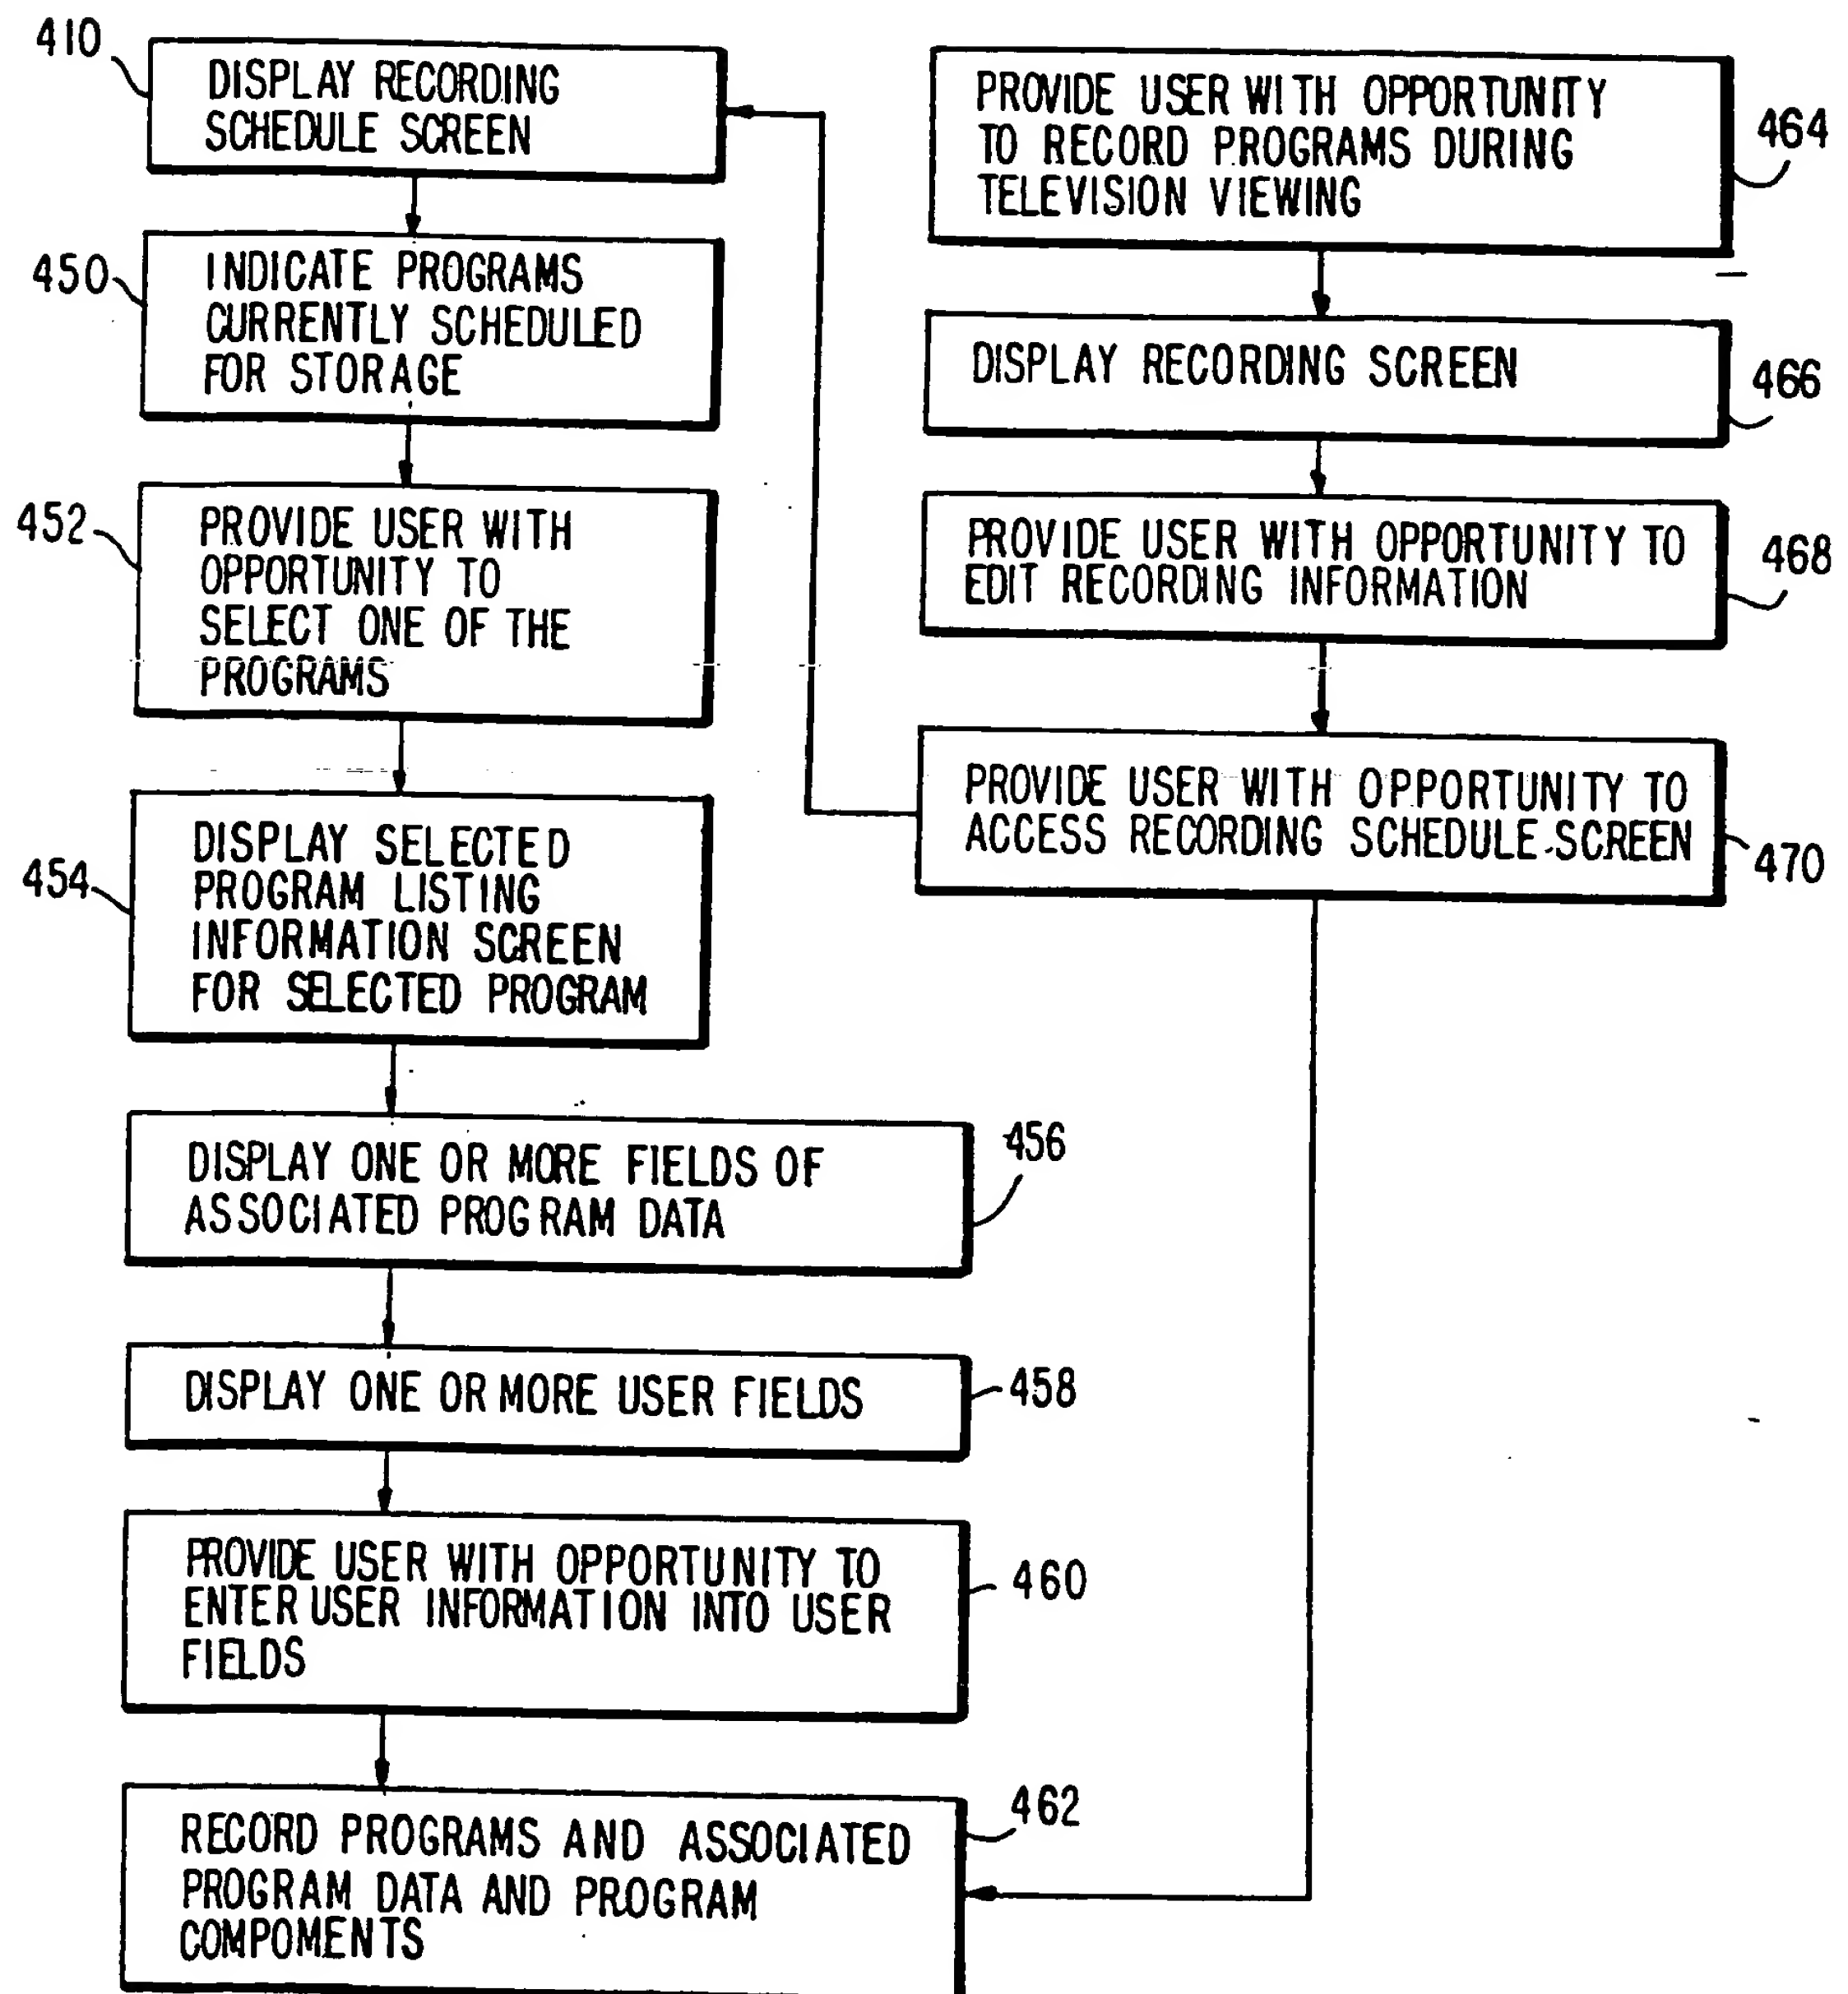 410
DISPLAY RECORDING
SCHEDULE SCREEN
450
INDICATE PROGRAMS
CURRENTLY SCHEDULED
FOR STORAGE
452
PROVIDE USER WITH
OPPORTUNITY TO
SELECT ONE OF THE
PROGRAMS
454
DISPLAY SELECTED
PROGRAM LISTING
INFORMATION SCREEN
FOR SELECTED PROGRAM
456
DISPLAY ONE OR MORE FIELDS OF
ASSOCIATED PROGRAM DATA
DISPLAY ONE OR MORE USER FIELDS
458
PROVIDE USER WITH OPPORTUNITY TO
ENTER USER INFORMATION INTO USER
FIELDS
460
462
RECORD PROGRAMS AND ASSOCIATED
PROGRAM DATA AND PROGRAM
COMPOMENTS
PROVIDE USER WITH OPPORTUNITY
TO RECORD PROGRAMS DURING
TELEVISION VIEWING
464
DISPLAY RECORDING SCREEN
466
PROVIDE USER WITH OPPORTUNITY TO
EDIT RECORDING INFORMATION
468
PROVIDE USER WITH OPPORTUNITY TO
ACCESS RECORDING SCHEDULE SCREEN
470